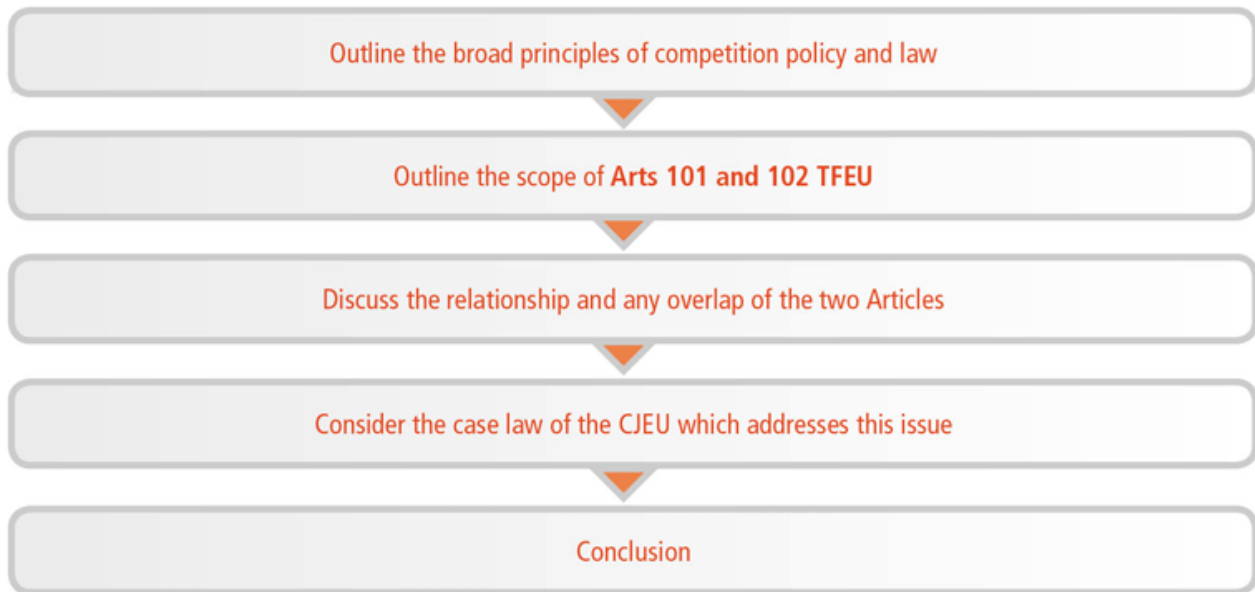 Outline the broad principles of competition policy and law
Outline the scope of Arts 101 and 102 TFEU
Discuss the relationship and any overlap of the two Articles
Consider the case law of the CJEU which addresses this issue
Conclusion